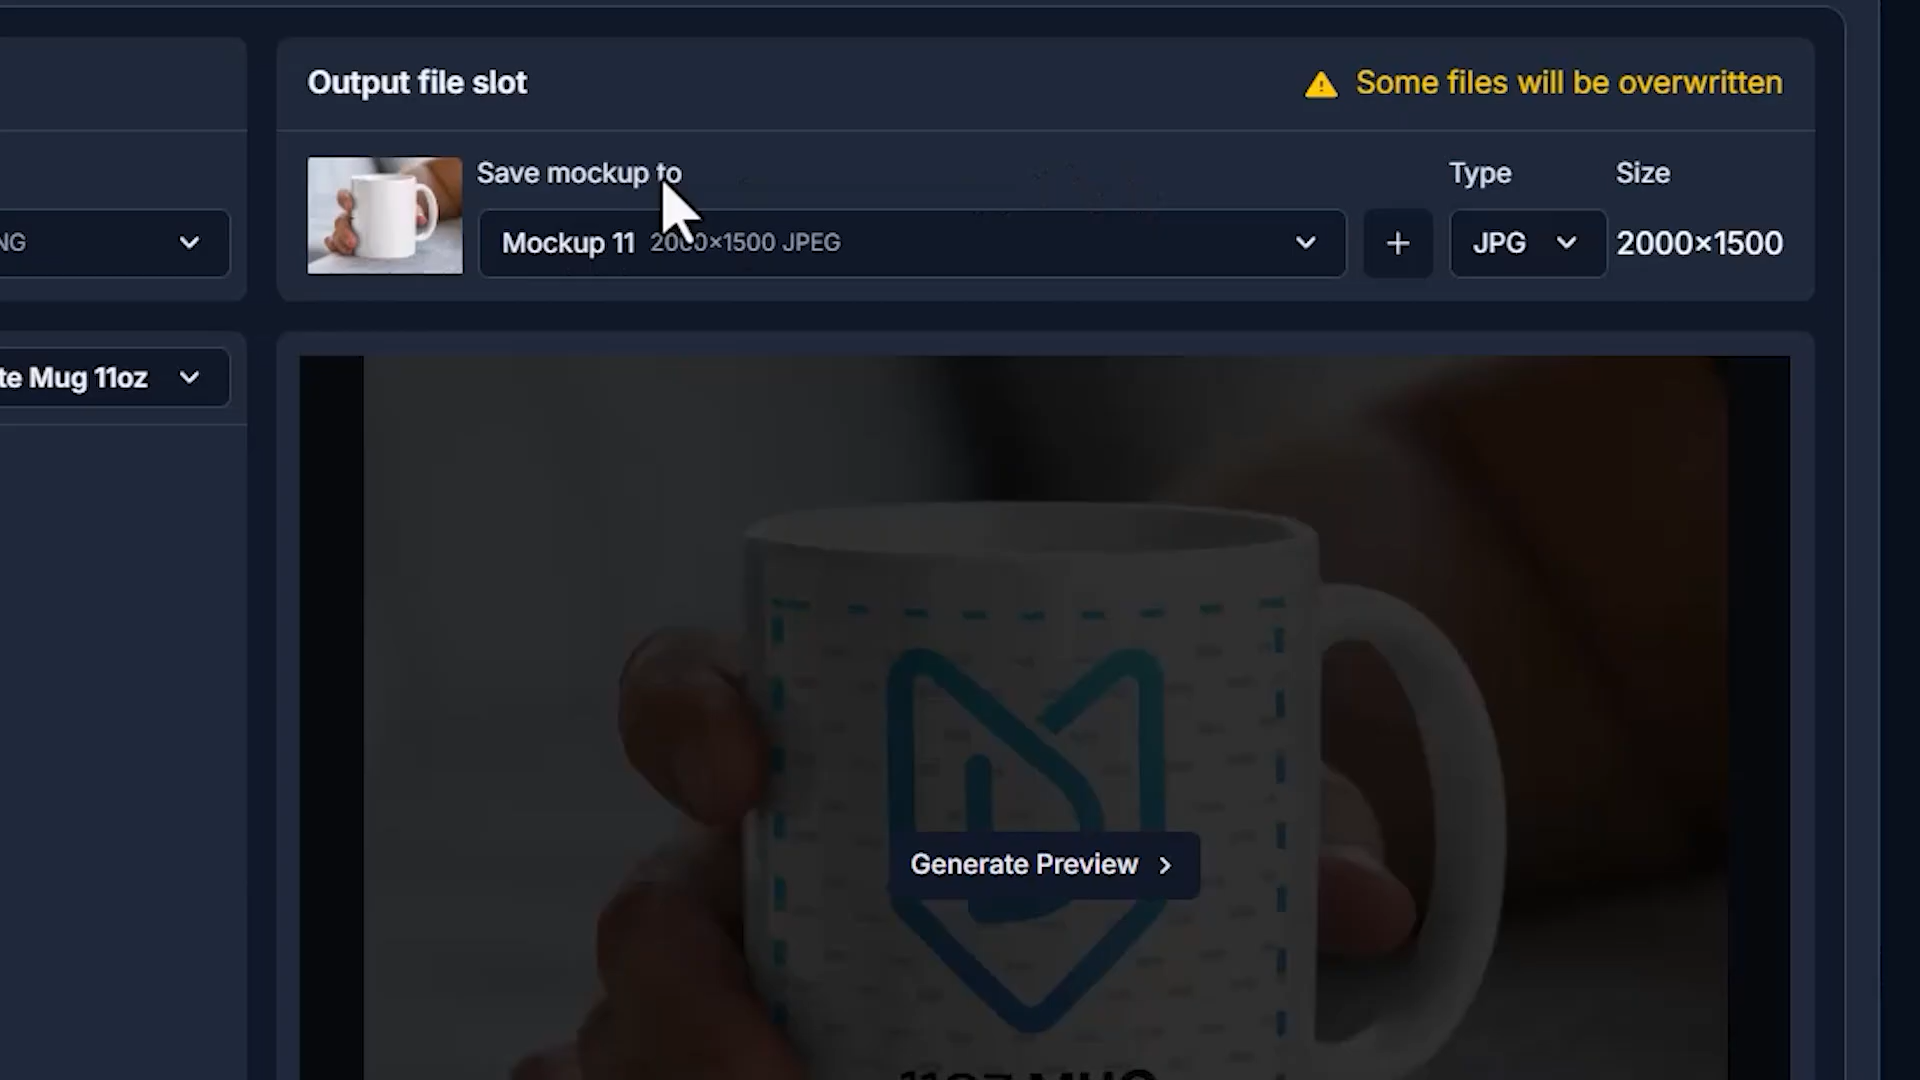 Output file slot
Some files will be overwritten
Save mockup to
Type
Size
NG
Mockup 11 2000×1500 JPEG
+
JPG
2000×1500
te Mug 11oz
Generate Preview